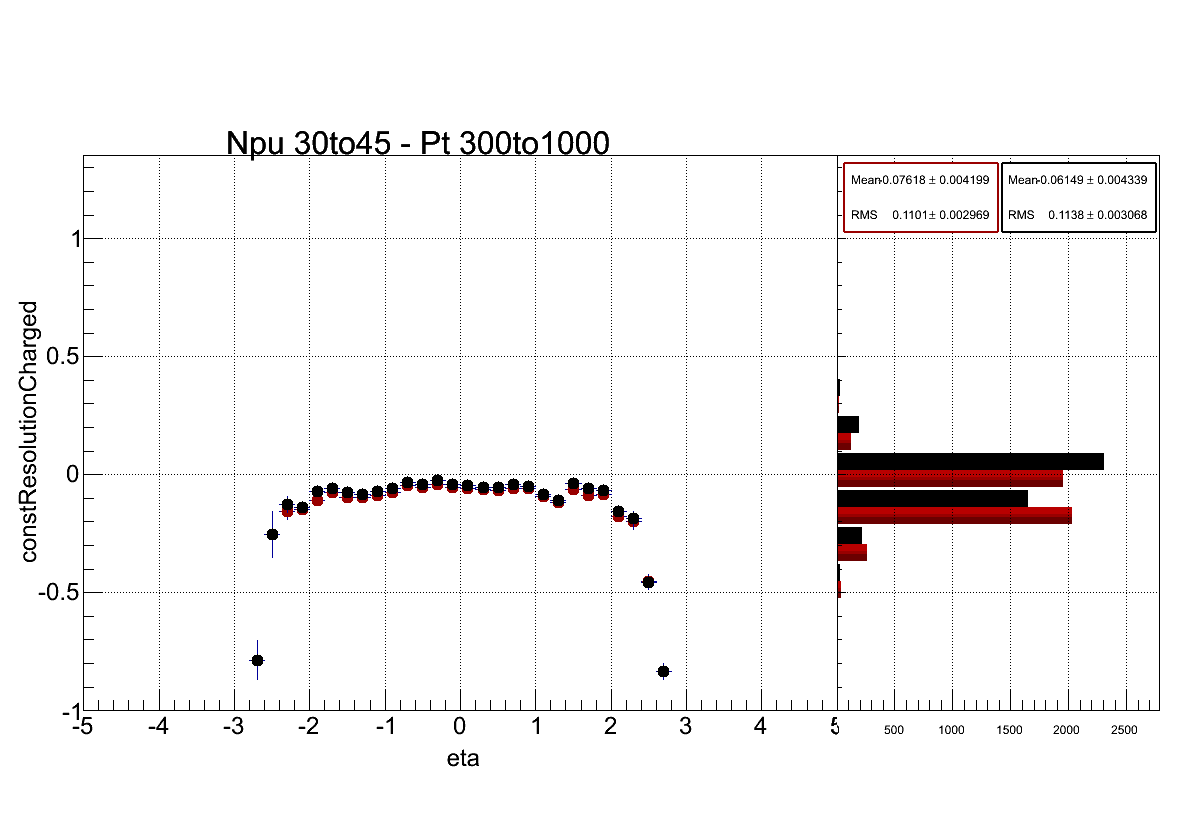 Npu 30to45 - Pt 300to1000
Mean-0.07618 ± 0.004199
RMS 0.1101± 0.002969
Mean-0.06149 ± 0.004339
RMS 0.1138 ± 0.003068
constResolutionCharged
1
0.5
0
-0.5
-1
-5 -4 -3 -2 -1 0 1 2 3 4 5
500 1000 1500 2000 2500
eta